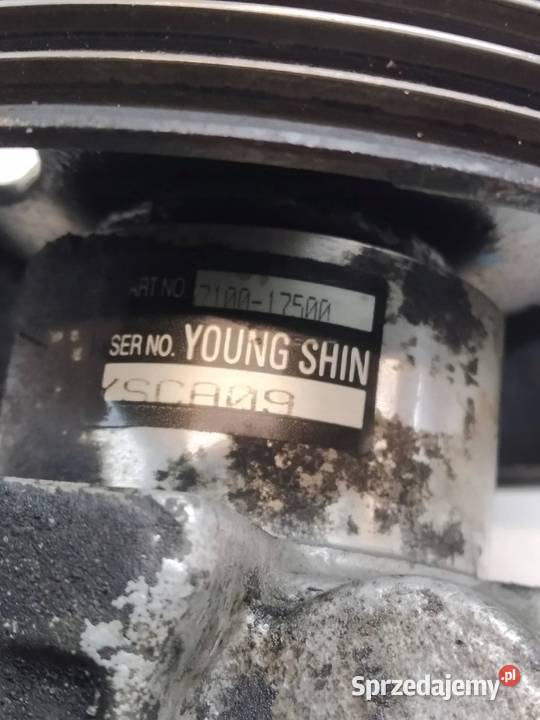 ART NO 7100-17500
SER NO. YOUNG SHIN
YSCA09
Sprzedajemy.pl